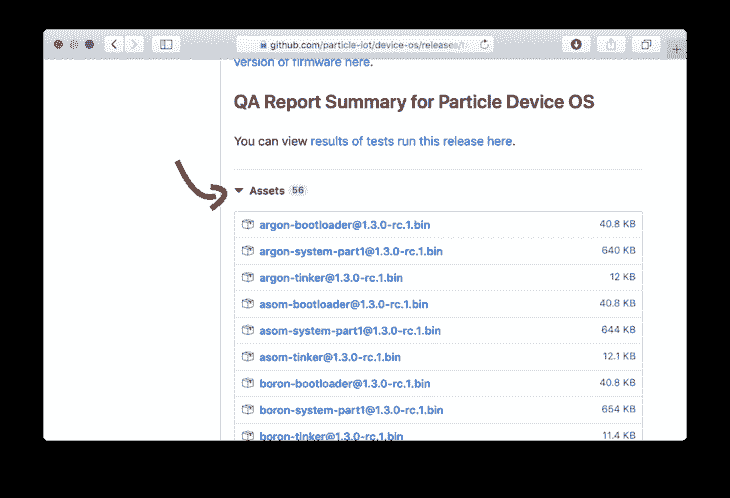 github.com/particle-iot/device-os/releases/
version of firmware here.
QA Report Summary for Particle Device OS
You can view results of tests run this release here.
Assets 56
argon-bootloader@1.3.0-rc.1.bin 40.8 KB
argon-system-part1@1.3.0-rc.1.bin 640 KB
argon-tinker@1.3.0-rc.1.bin 12 KB
asom-bootloader@1.3.0-rc.1.bin 40.8 KB
asom-system-part1@1.3.0-rc.1.bin 644 KB
asom-tinker@1.3.0-rc.1.bin 12.1 KB
boron-bootloader@1.3.0-rc.1.bin 40.8 KB
boron-system-part1@1.3.0-rc.1.bin 654 KB
boron-tinker@1.3.0-rc.1.bin 11.4 KB